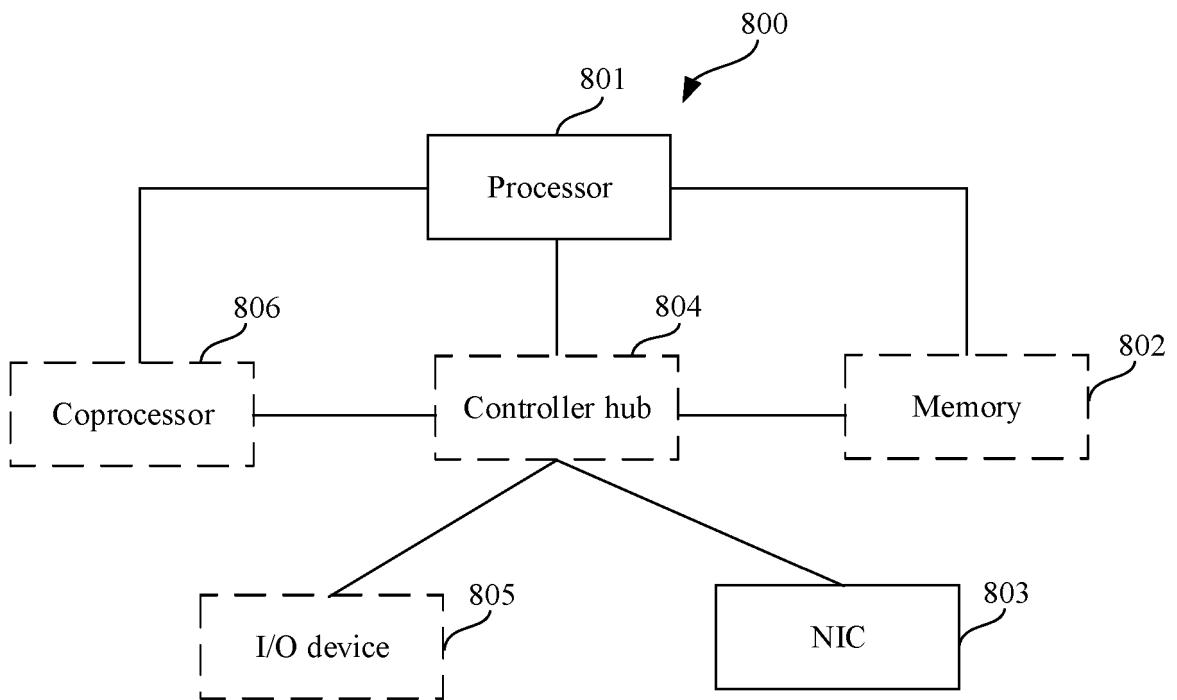 800
801
Processor
806
804
802
Coprocessor
Controller hub
Memory
805
803
I/O device
NIC